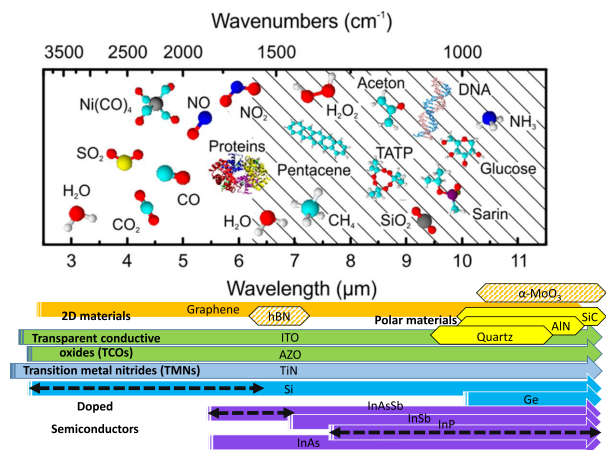 Wavenumbers (cm⁻¹)
3500 2500 2000 1500 1000
Ni(CO)₄ NO NO₂ H₂O₂ Aceton DNA NH₃
SO₂ CO Proteins Pentacene TATP Glucose
H₂O CO₂ H₂O CH₄ SiO₂ Sarin
3 4 5 6 7 8 9 10 11
Wavelength (μm)
α-MoO₃
Graphene
2D materials hBN Polar materials SiC
AlN
Transparent conductive ITO Quartz
oxides (TCOs) AZO
Transition metal nitrides (TMNs) TiN
Si
Ge
Doped InAsSb
InSb
Semiconductors InP
InAs